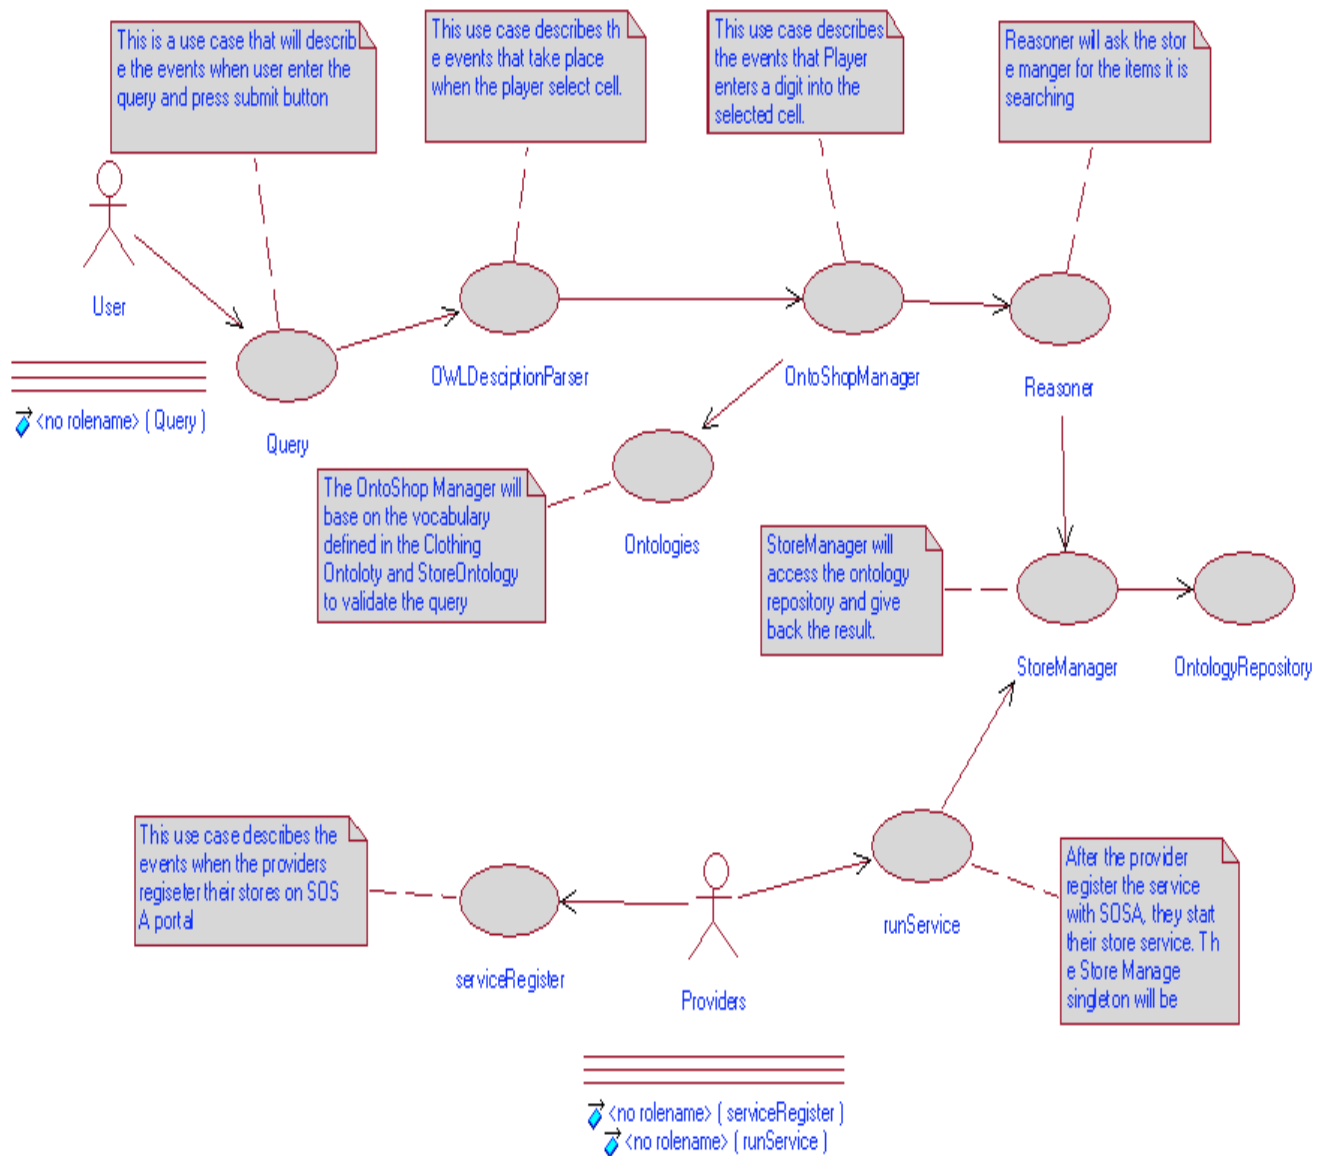 This is a use case that will describ
e the events when user enter the
query and press submit button
This use case describes th
e events that take place
when the player select cell.
This use case describes
the events that Player
enters a digit into the
selected cell.
Reasoner will ask the stor
e manger for the items it is
searching
User
<no rolename> ( Query )
Query
OWLDesciptionParser
OntoShopManager
Reasoner
The OntoShop Manager will
base on the vocabulary
defined in the Clothing
Ontoloty and StoreOntology
to validate the query
Ontologies
StoreManager will
access the ontology
repository and give
back the result.
StoreManager
OntologyRepository
This use case describes the
events when the providers
regiseter their stores on SOS
A portal
serviceRegister
Providers
runService
After the provider
register the service
with SOSA, they start
their store service. Th
e Store Manage
singleton will be
<no rolename> ( serviceRegister )
<no rolename> ( runService )